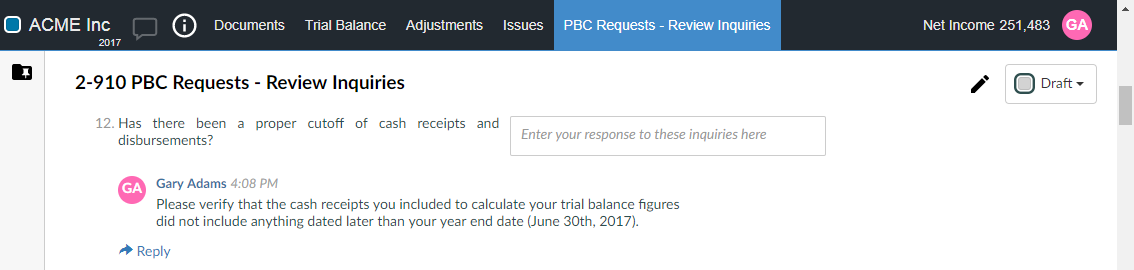 ACME Inc
2017
Documents Trial Balance Adjustments Issues PBC Requests - Review Inquiries Net Income 251,483 GA
2-910 PBC Requests - Review Inquiries
Draft
12. Has there been a proper cutoff of cash receipts and
disbursements?
Enter your response to these inquiries here
GA
Gary Adams 4:08 PM
Please verify that the cash receipts you included to calculate your trial balance figures
did not include anything dated later than your year end date (June 30th, 2017).
Reply